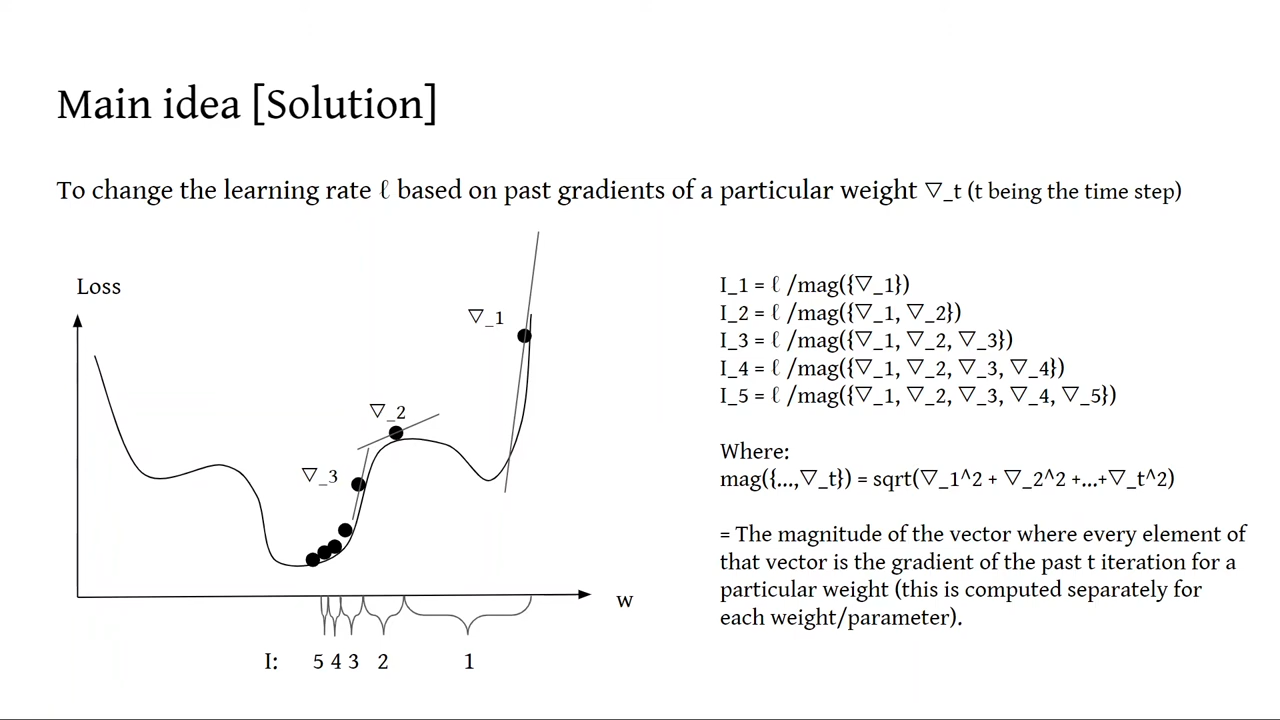 Main idea [Solution]
To change the learning rate ℓ based on past gradients of a particular weight ▽_t (t being the time step)
Loss
▽_1
▽_2
▽_3
w
I: 5 4 3 2 1
I_1 = ℓ /mag({▽_1})
I_2 = ℓ /mag({▽_1, ▽_2})
I_3 = ℓ /mag({▽_1, ▽_2, ▽_3})
I_4 = ℓ /mag({▽_1, ▽_2, ▽_3, ▽_4})
I_5 = ℓ /mag({▽_1, ▽_2, ▽_3, ▽_4, ▽_5})
Where:
mag({...,▽_t}) = sqrt(▽_1^2 + ▽_2^2 +...+▽_t^2)
= The magnitude of the vector where every element of
that vector is the gradient of the past t iteration for a
particular weight (this is computed separately for
each weight/parameter).